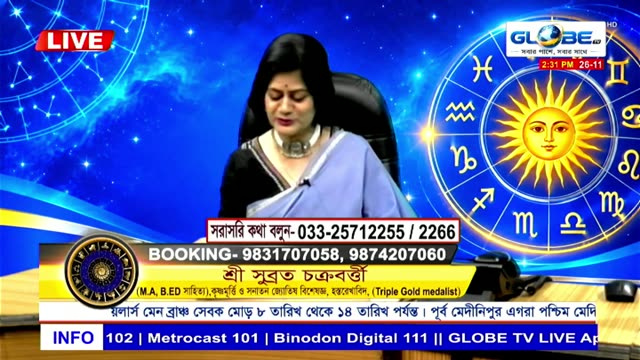 LIVE
GLOBE TV HD
সবার পাশে, সবার সাথে
2:31 PM 26-11
সরাসরি কথা বলুন- 033-25712255 / 2266
BOOKING- 9831707058, 9874207060
শ্রী সুব্রত চক্রবর্ত্তী
(M.A, B.ED সাহিত্য),কৃষ্ণমূর্ত্তি ও সনাতন জ্যোতিষ বিশেষজ্ঞ, হস্তরেখাবিদ, (Triple Gold medalist)
য়লার্স মেন ব্রাঞ্চ সেবক মোড় ৮ তারিখ থেকে ১৪ তারিখ পর্যন্ত। পূর্ব মেদীনিপুর এগরা পশ্চিম মেদি
INFO 102 | Metrocast 101 | Binodon Digital 111 || GLOBE TV LIVE Ap